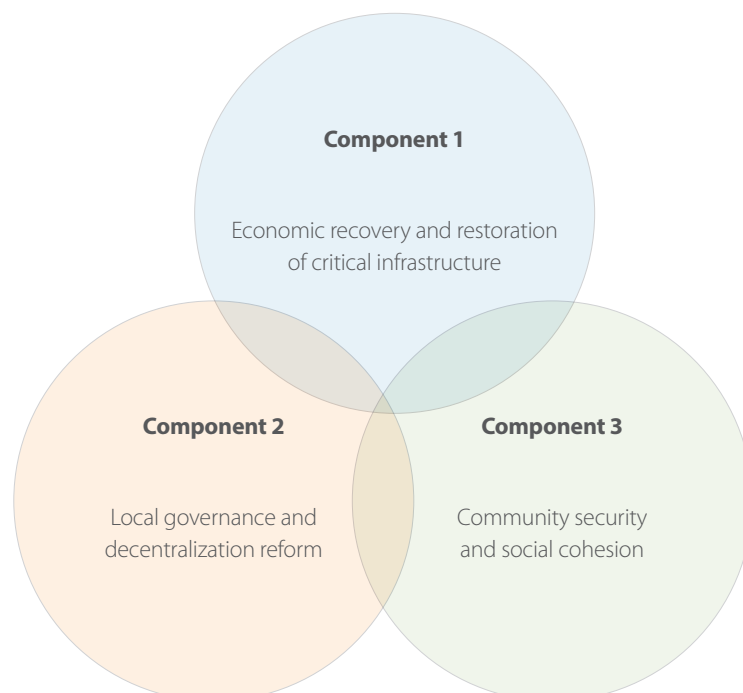 Component 1
Economic recovery and restoration
of critical infrastructure
Component 2
Local governance and
decentralization reform
Component 3
Community security
and social cohesion